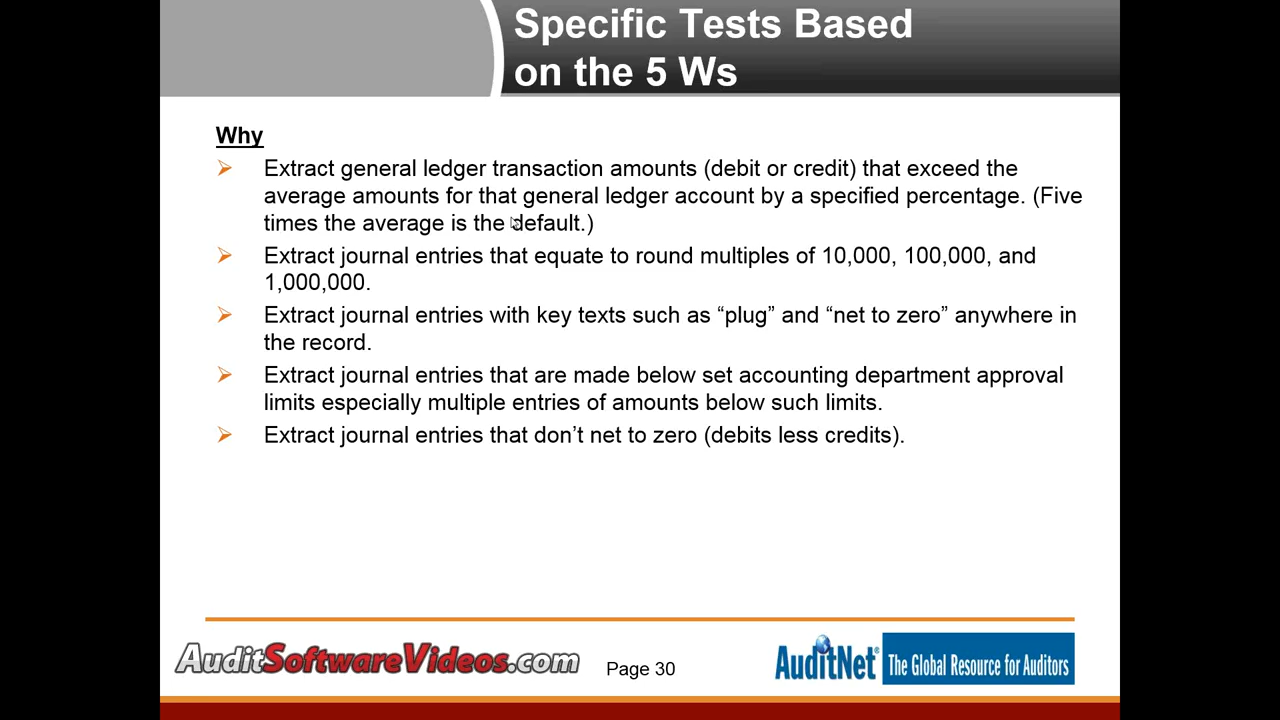 Specific Tests Based
on the 5 Ws
Why
Extract general ledger transaction amounts (debit or credit) that exceed the
average amounts for that general ledger account by a specified percentage. (Five
times the average is the default.)
Extract journal entries that equate to round multiples of 10,000, 100,000, and
1,000,000.
Extract journal entries with key texts such as “plug” and “net to zero” anywhere in
the record.
Extract journal entries that are made below set accounting department approval
limits especially multiple entries of amounts below such limits.
Extract journal entries that don’t net to zero (debits less credits).
AuditSoftwareVideos.com
Page 30
AuditNet® The Global Resource for Auditors